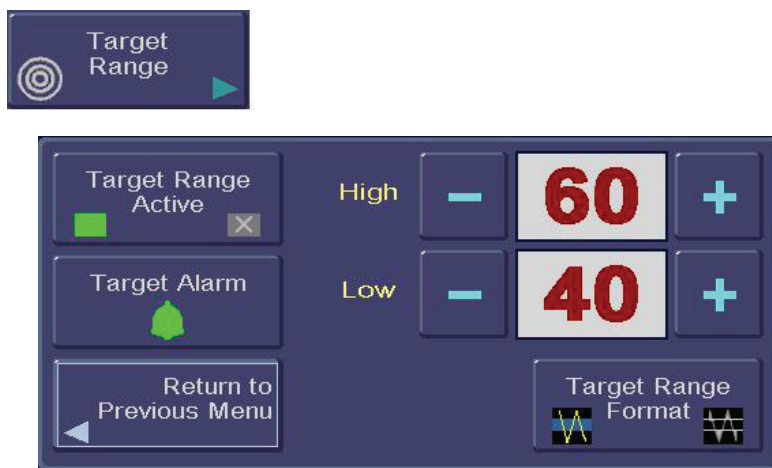 Target
Range
Target Range
Active
High
60
Target Alarm
Low
40
Return to
Previous Menu
Target Range
Format